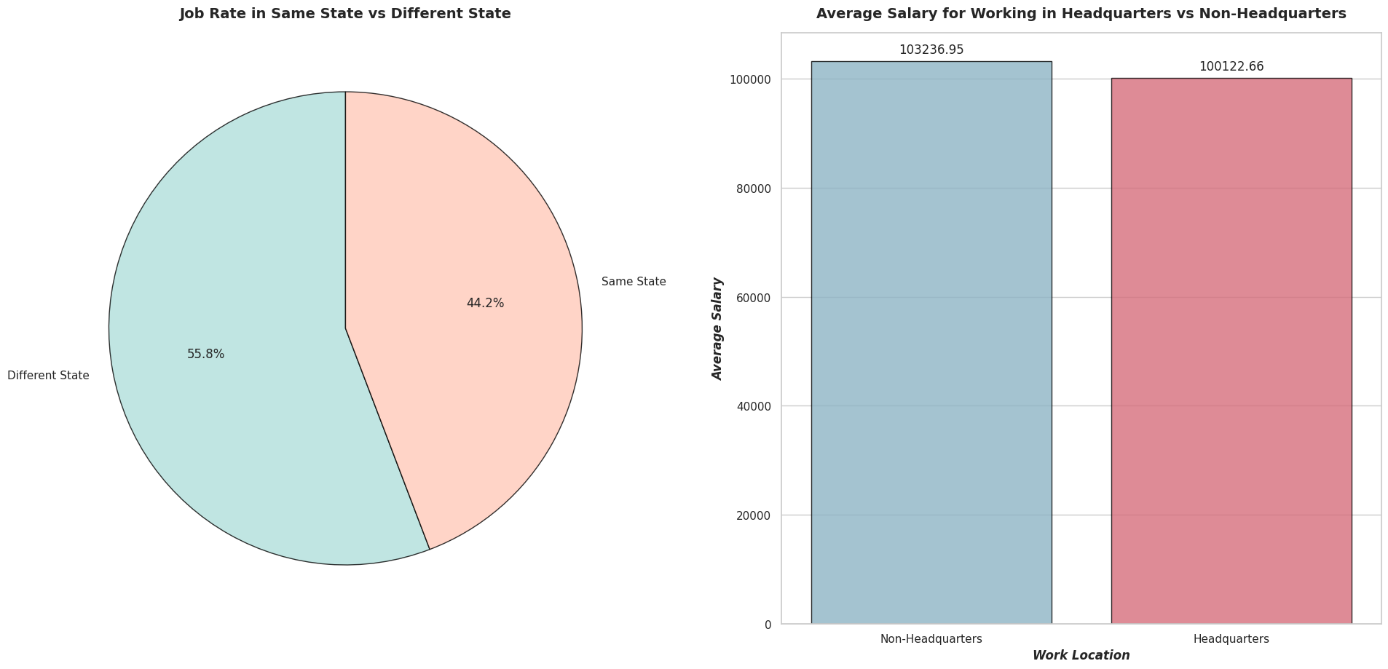 Job Rate in Same State vs Different State
Same State
44.2%
55.8%
Different State
Average Salary for Working in Headquarters vs Non-Headquarters
103236.95
100122.66
100000
80000
60000
40000
20000
0
Average Salary
Non-Headquarters
Headquarters
Work Location